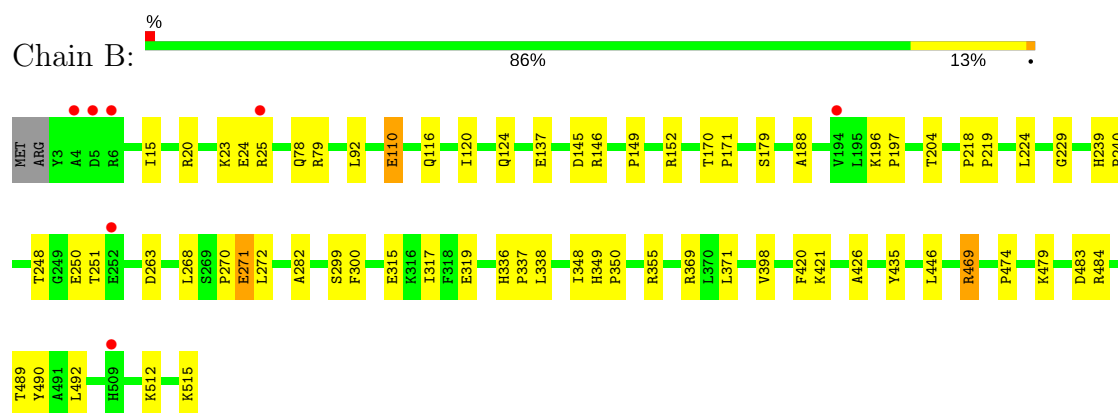 %
Chain B:
86% 13% •
MET ARG Y3 A4 D5 R6 I15 R20 K23 E24 R25 Q78 R79 L92 E110 Q116 I120 Q124 E137 D145 R146 P149 R152 T170 P171 S179 A188 V194 L195 K196 P197 T204 P218 P219 L224 G229 H239 P240
T248 G249 E250 T251 E252 D263 L268 S269 P270 E271 L272 A282 S299 F300 E315 K316 I317 F318 E319 H336 P337 L338 I348 H349 P350 R355 R369 L370 L371 V398 F420 K421 A426 Y435 L446 R469 P474 K479 D483 R484
T489 Y490 A491 L492 H509 K512 K515